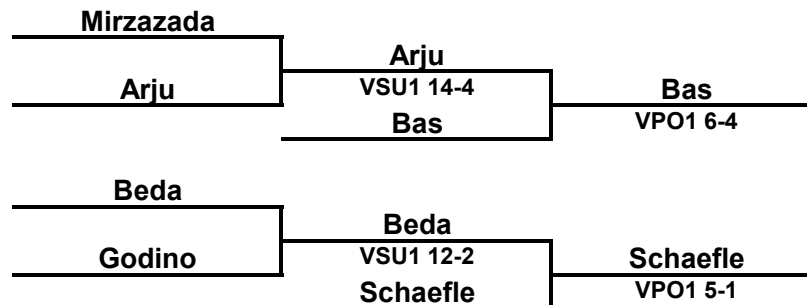 Mirzazada
Arju
Arju
VSU1 14-4
Bas
Bas
VPO1 6-4
Beda
Beda
Godino
VSU1 12-2
Schaefle
Schaefle
VPO1 5-1